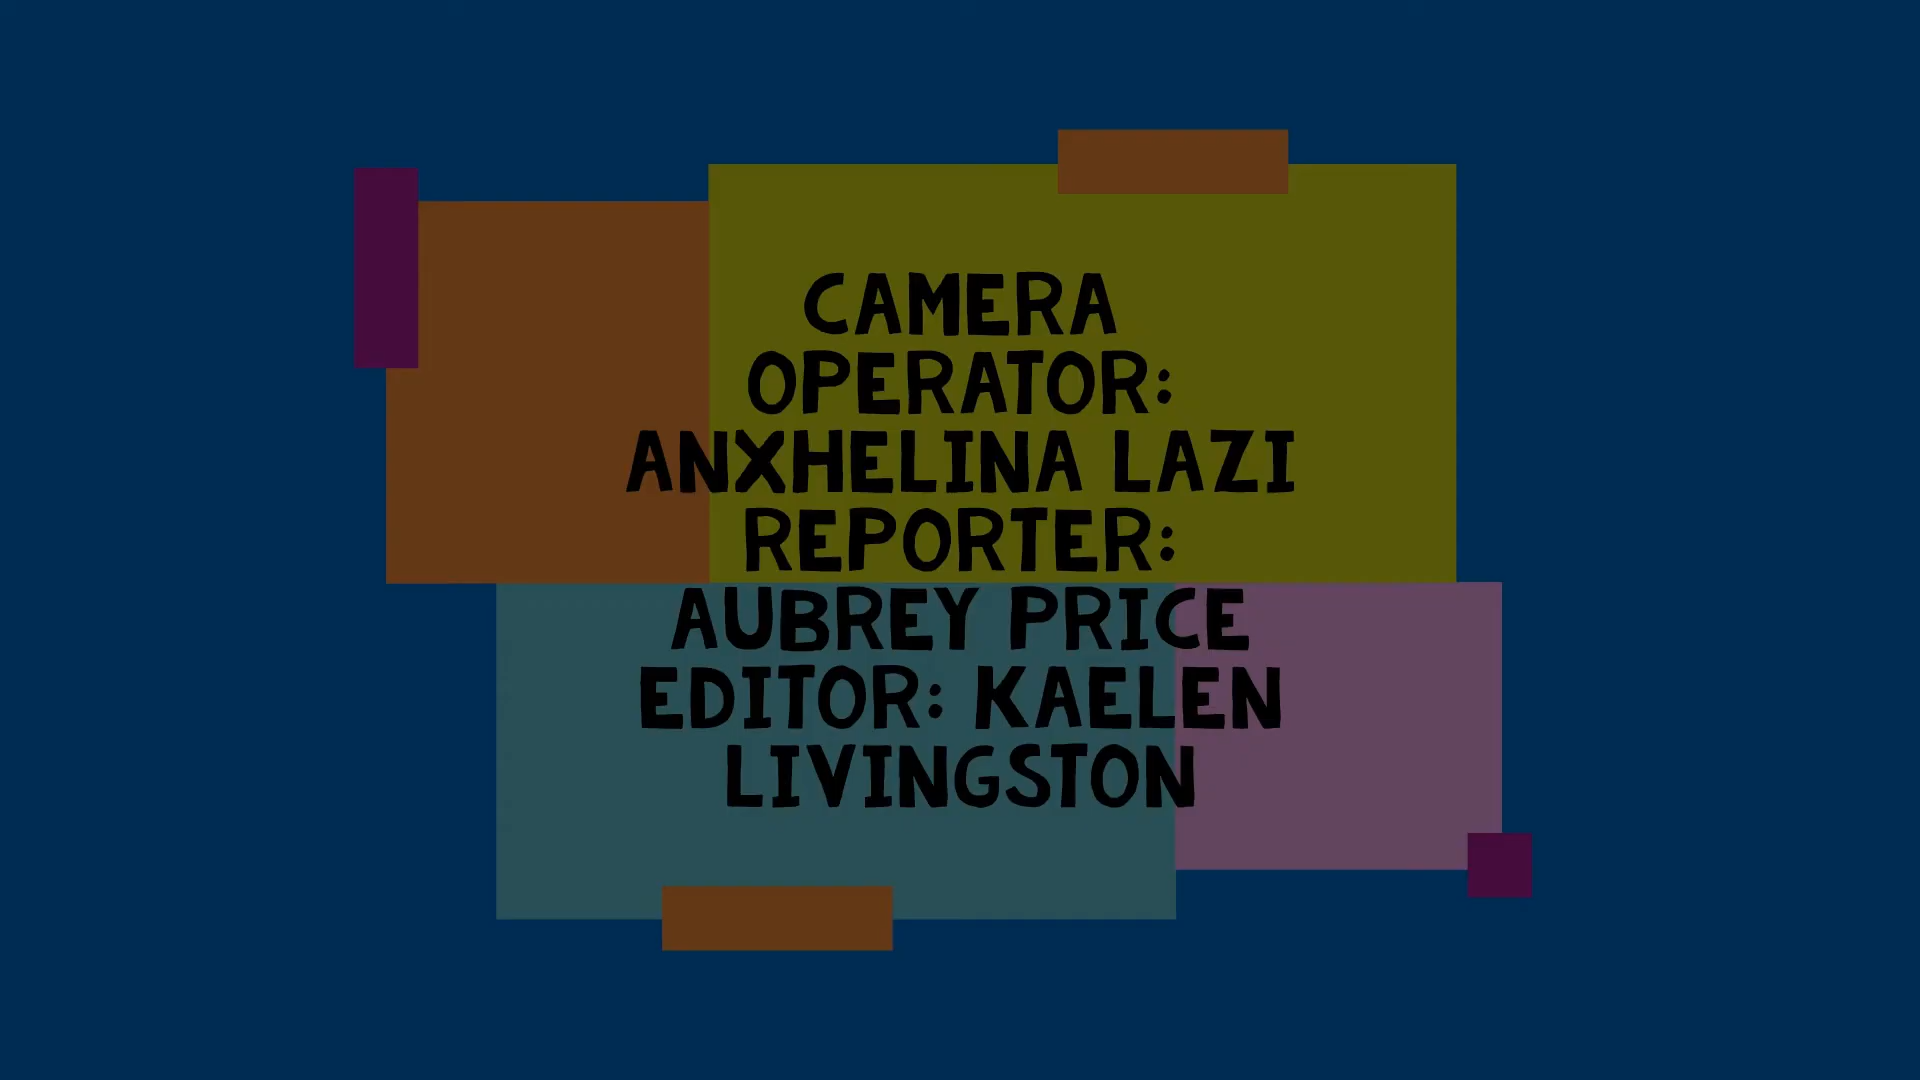 CAMERA
OPERATOR:
ANXHELINA LAZI
REPORTER:
AUBREY PRICE
EDITOR: KAELEN
LIVINGSTON